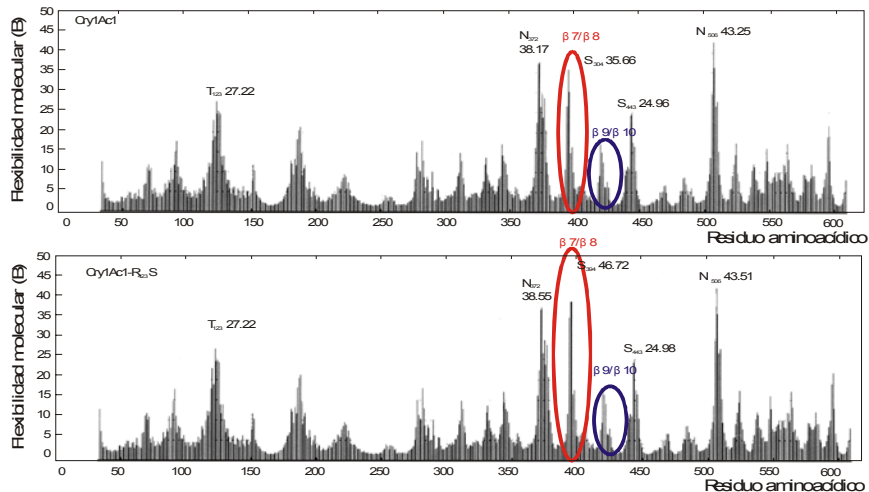 Cry1Ac1
Flexibilidad molecular (B)
50
45
40
35
30
25
20
15
10
5
0
T₁₂₃ 27.22
N₃₇₂
38.17
β 7/β 8
S₃₉₄ 35.66
β 9/β 10
S₄₄₃ 24.96
N₅₀₆ 43.25
0 50 100 150 200 250 300 350 400 450 500 550 600
Residuo aminoacídico
Cry1Ac1-R₄₂₃S
Flexibilidad molecular (B)
50
45
40
35
30
25
20
15
10
5
0
T₁₂₃ 27.22
N₃₇₂
38.55
β 7/β 8
S₃₉₄ 46.72
β 9/β 10
S₄₄₃ 24.98
N₅₀₆ 43.51
0 50 100 150 200 250 300 350 400 450 500 550 600
Residuo aminoacídico